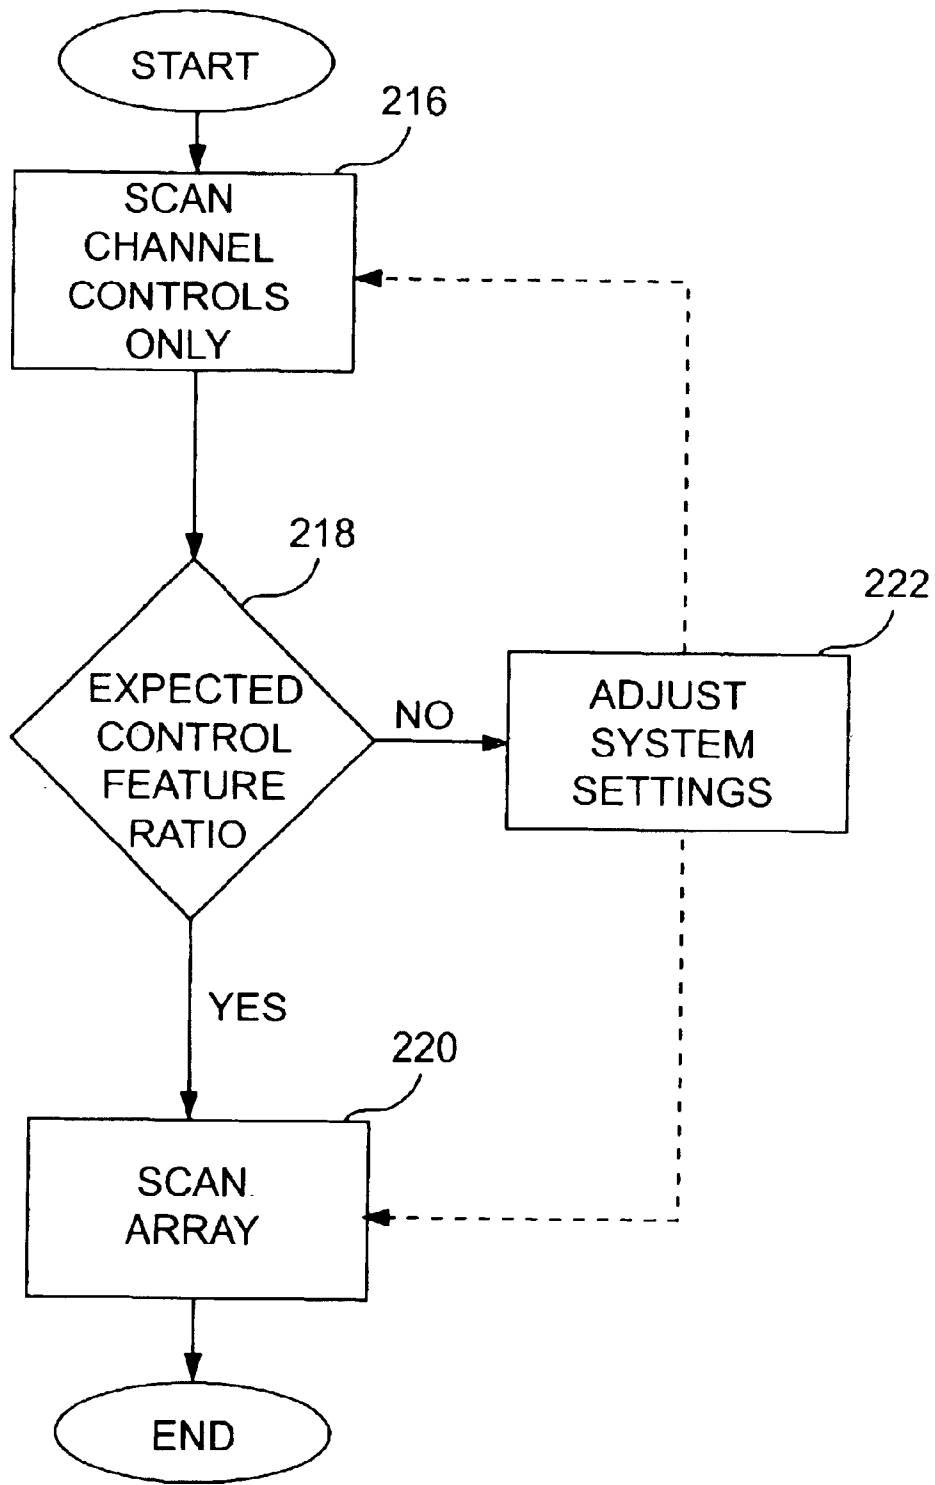 START
216
SCAN
CHANNEL
CONTROLS
ONLY
218
EXPECTED
CONTROL
FEATURE
RATIO
NO
222
ADJUST
SYSTEM
SETTINGS
YES
220
SCAN
ARRAY
END